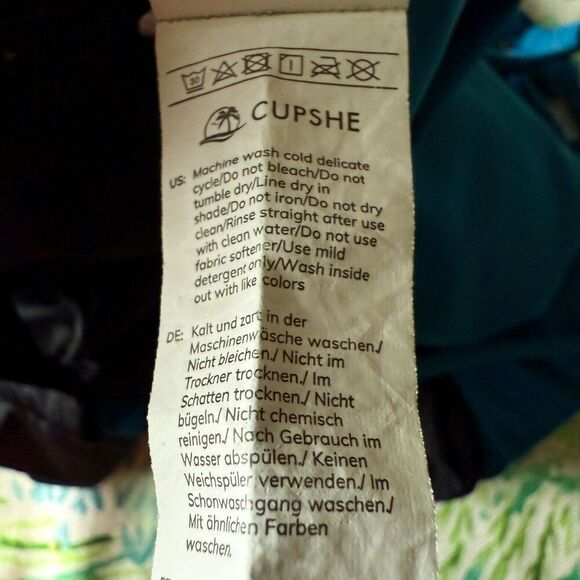 30
CUPSHE
US: Machine wash cold delicate
cycle/Do not bleach/Do not
tumble dry/Line dry in
shade/Do not iron/Do not dry
clean/Rinse straight after use
with clean water/Do not use
fabric softener/Use mild
detergent only/Wash inside
out with like colors
DE: Kalt und zart in der
Maschinenwäsche waschen./
Nicht bleichen./ Nicht im
Trockner trocknen./ Im
Schatten trocknen./ Nicht
bügeln./ Nicht chemisch
reinigen./ Nach Gebrauch im
Wasser abspülen./ Keinen
Weichspüler verwenden./ Im
Schonwaschgang waschen./
Mit ähnlichen Farben
waschen.